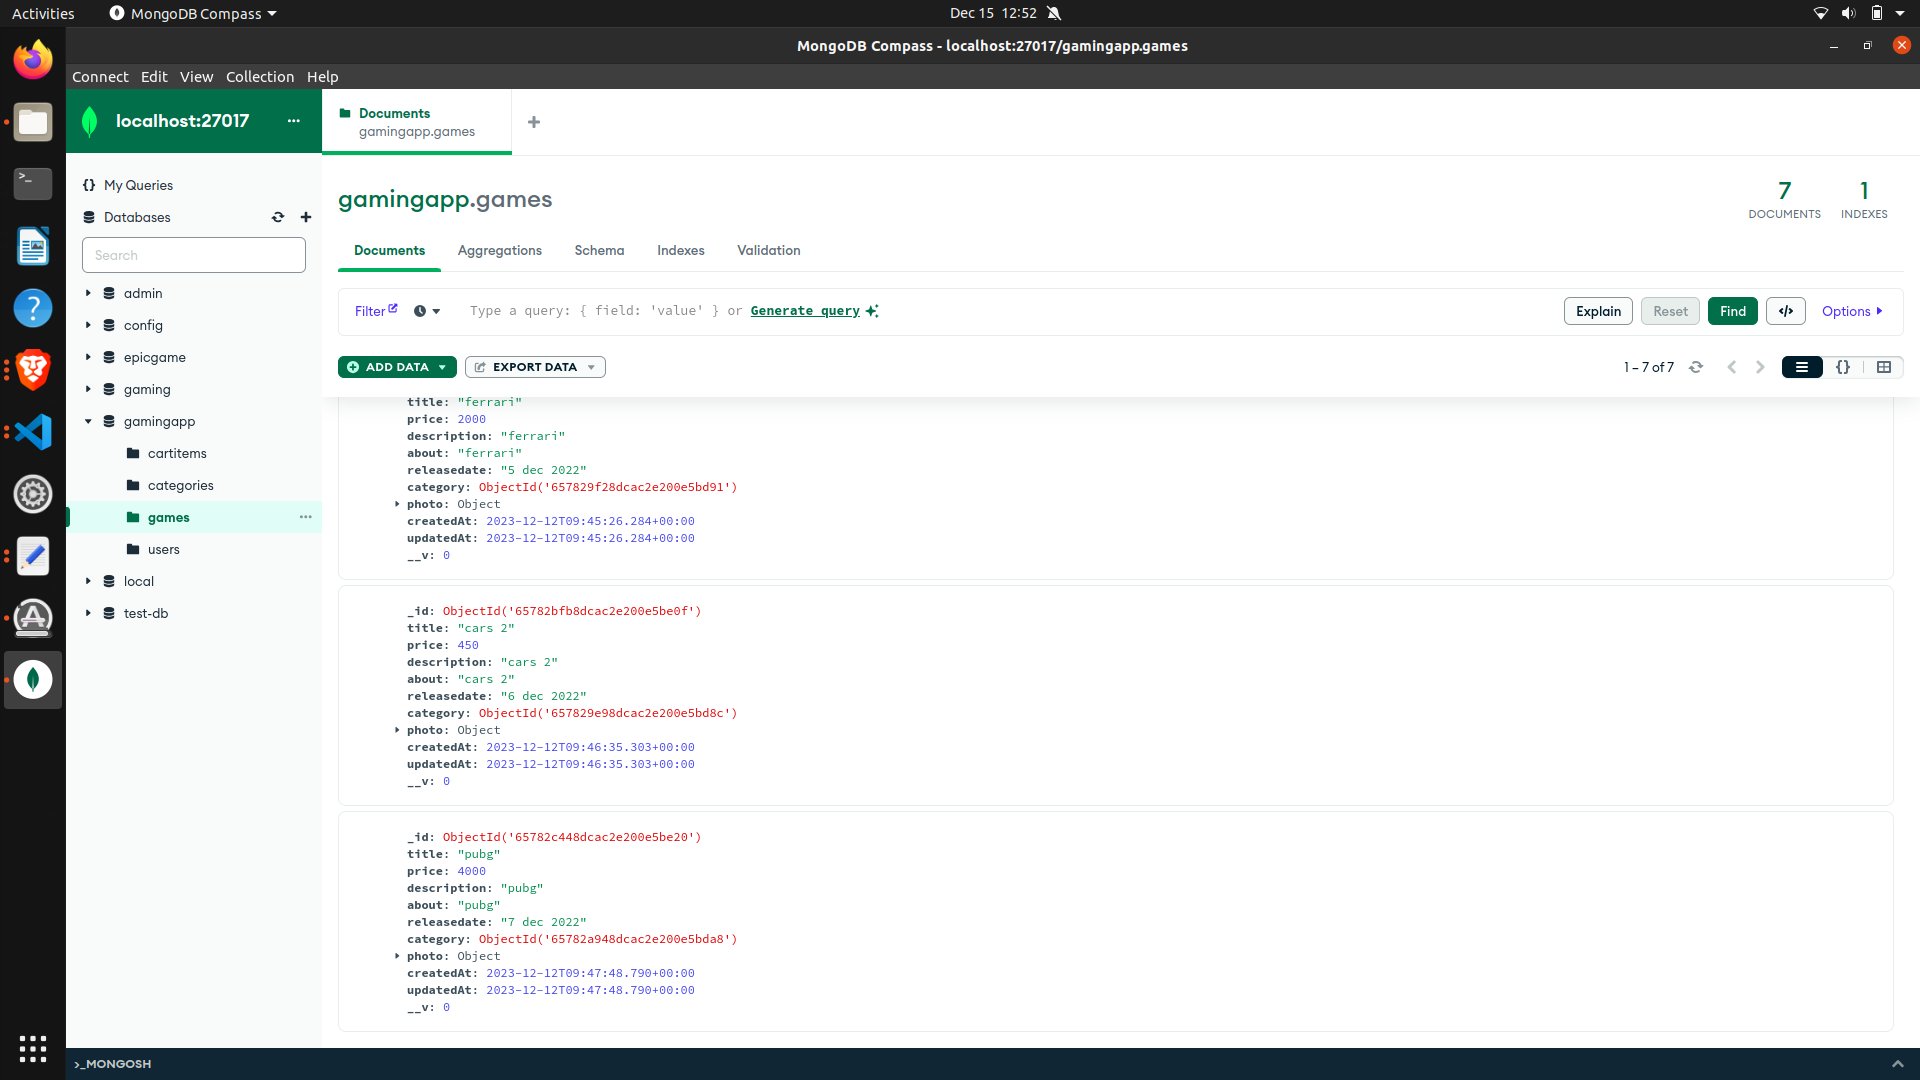 Activities
MongoDB Compass
Dec 15 12:52
MongoDB Compass - localhost:27017/gamingapp.games
Connect Edit View Collection Help
localhost:27017
...
My Queries
Databases
Search
admin
config
epicgame
gaming
gamingapp
cartitems
categories
games
users
local
test-db
Documents
gamingapp.games
gamingapp.games
7
DOCUMENTS
1
INDEXES
Documents Aggregations Schema Indexes Validation
Filter
Type a query: { field: 'value' } or Generate query
Explain
Reset
Find
</>
Options
ADD DATA
EXPORT DATA
1 – 7 of 7
{}
title: "ferrari"
price: 2000
description: "ferrari"
about: "ferrari"
releasedate: "5 dec 2022"
category: ObjectId('657829f28dcac2e200e5bd91')
photo: Object
createdAt: 2023-12-12T09:45:26.284+00:00
updatedAt: 2023-12-12T09:45:26.284+00:00
__v: 0
_id: ObjectId('65782bfb8dcac2e200e5be0f')
title: "cars 2"
price: 450
description: "cars 2"
about: "cars 2"
releasedate: "6 dec 2022"
category: ObjectId('657829e98dcac2e200e5bd8c')
photo: Object
createdAt: 2023-12-12T09:46:35.303+00:00
updatedAt: 2023-12-12T09:46:35.303+00:00
__v: 0
_id: ObjectId('65782c448dcac2e200e5be20')
title: "pubg"
price: 4000
description: "pubg"
about: "pubg"
releasedate: "7 dec 2022"
category: ObjectId('65782a948dcac2e200e5bda8')
photo: Object
createdAt: 2023-12-12T09:47:48.790+00:00
updatedAt: 2023-12-12T09:47:48.790+00:00
__v: 0
>_MONGOSH